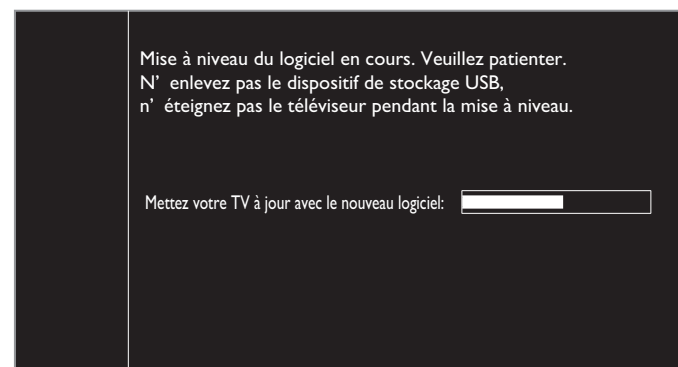 Mise à niveau du logiciel en cours. Veuillez patienter.
N’ enlevez pas le dispositif de stockage USB,
n’ éteignez pas le téléviseur pendant la mise à niveau.
Mettez votre TV à jour avec le nouveau logiciel: